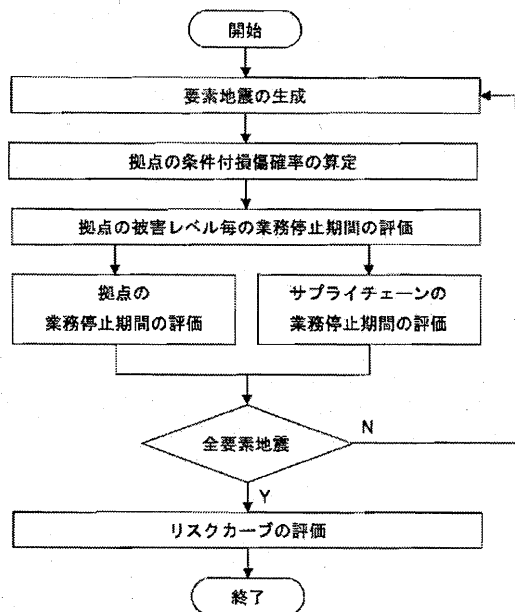 開始
要素地震の生成
拠点の条件付損傷確率の算定
拠点の被害レベル毎の業務停止期間の評価
拠点の
業務停止期間の評価
サプライチェーンの
業務停止期間の評価
全要素地震
N
Y
リスクカーブの評価
終了